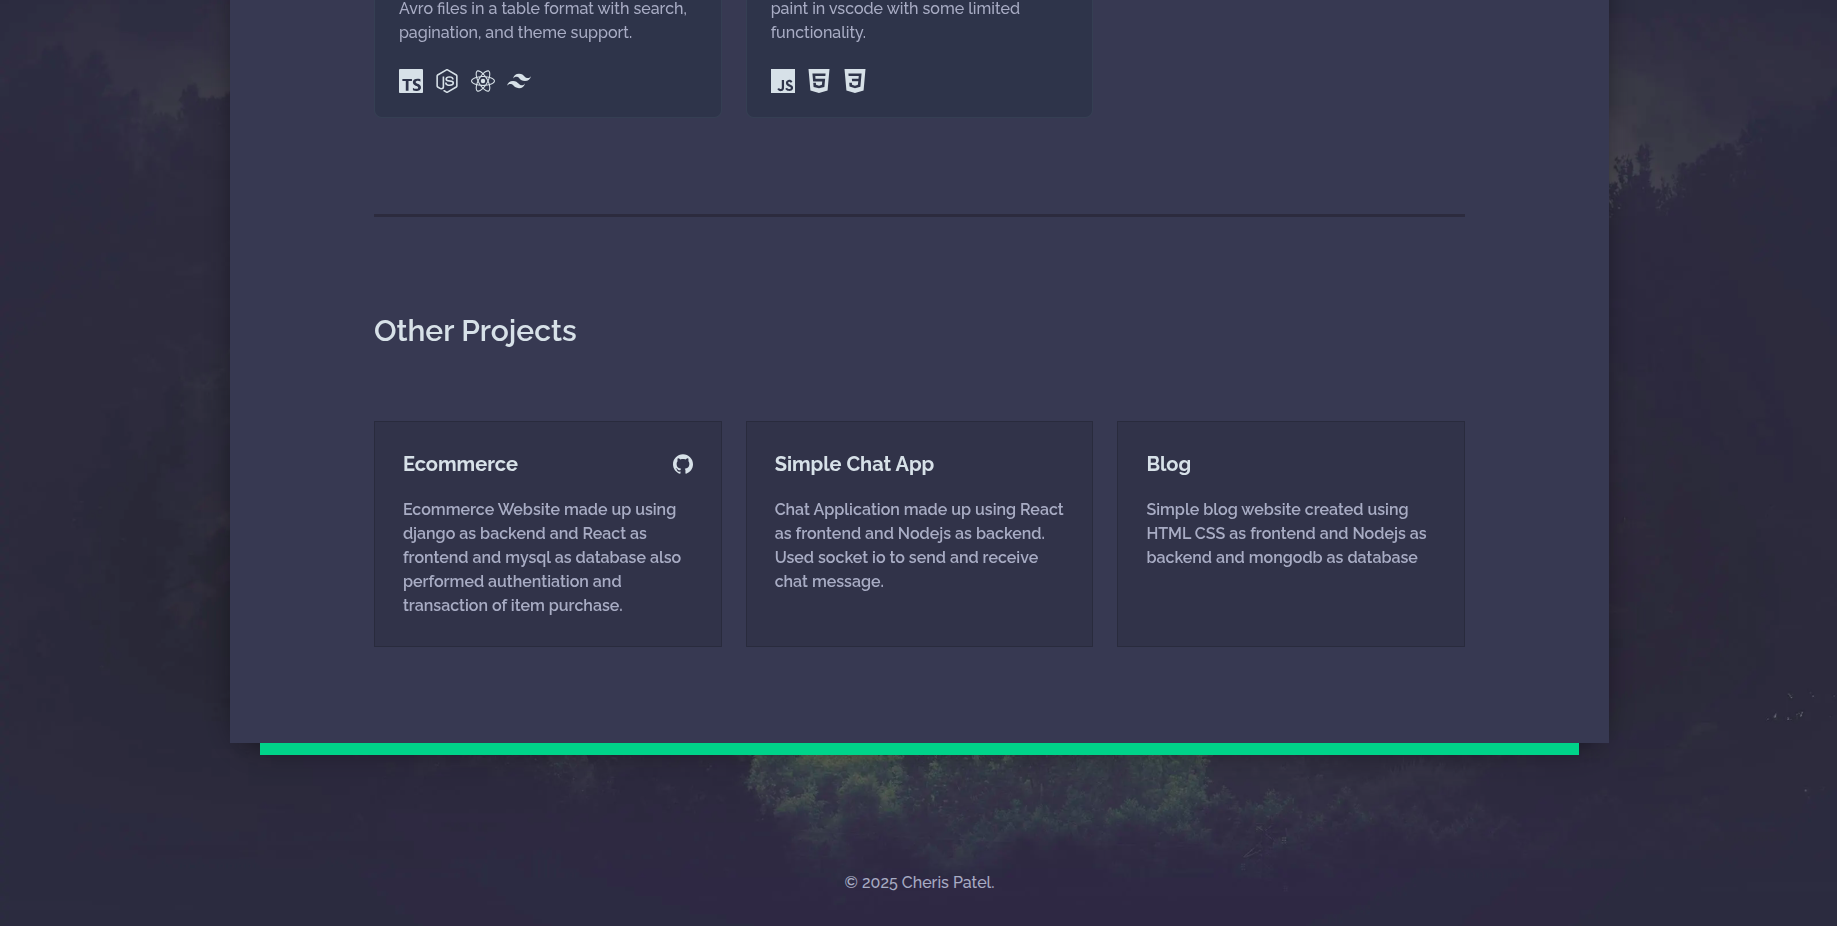 Avro files in a table format with search,
pagination, and theme support.
TS JS
paint in vscode with some limited
functionality.
JS 5 3
Other Projects
Ecommerce
Ecommerce Website made up using
django as backend and React as
frontend and mysql as database also
performed authentiation and
transaction of item purchase.
Simple Chat App
Chat Application made up using React
as frontend and Nodejs as backend.
Used socket io to send and receive
chat message.
Blog
Simple blog website created using
HTML CSS as frontend and Nodejs as
backend and mongodb as database
© 2025 Cheris Patel.